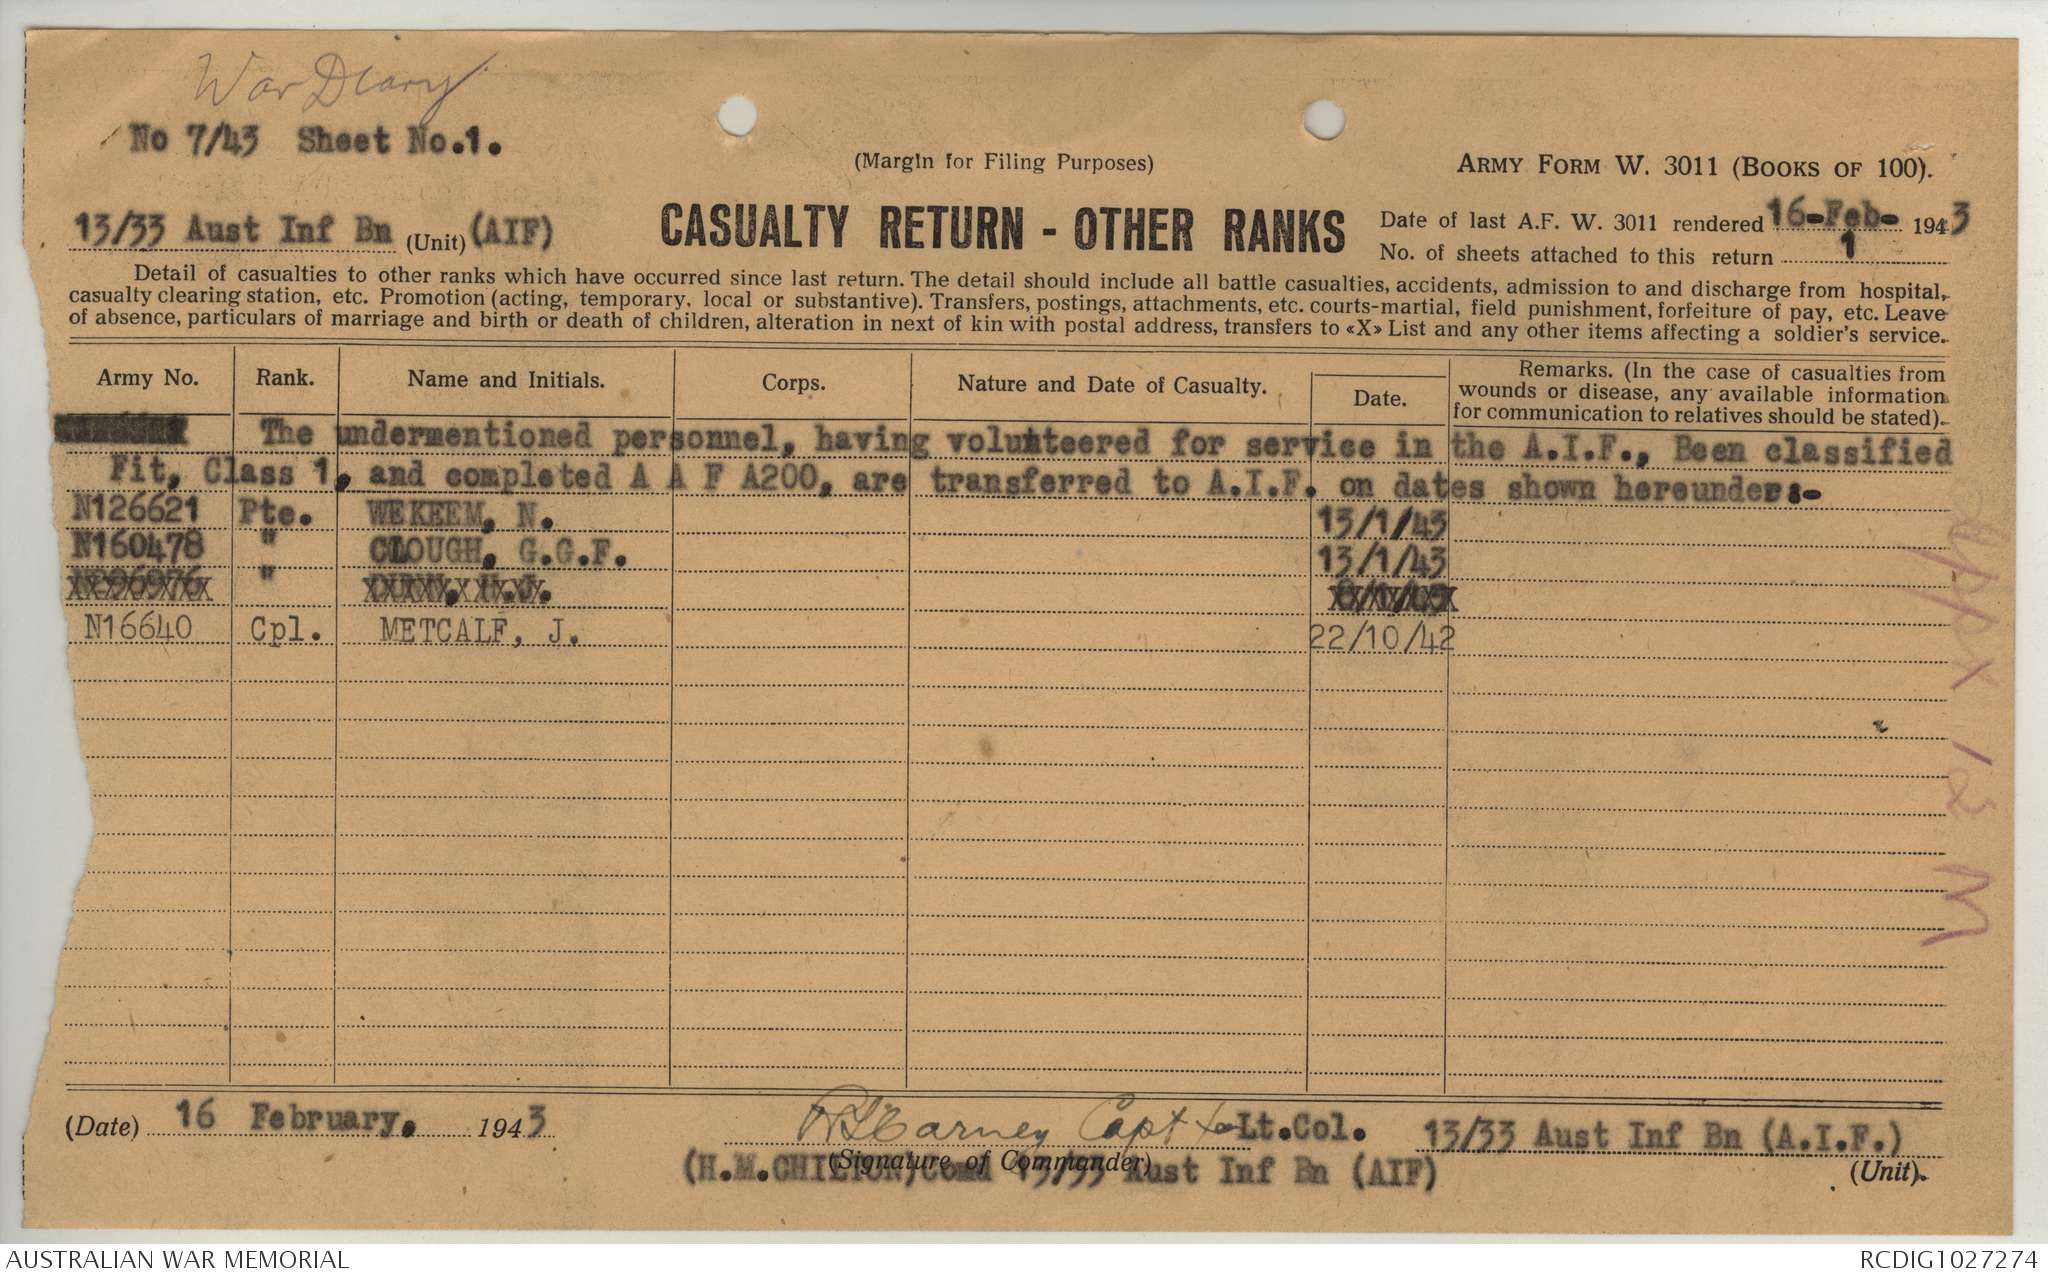 War Diary
No 7/43 Sheet No.1.
(Margin for Filing Purposes)
ARMY FORM W. 3011 (BOOKS OF 100).
13/33 Aust Inf Bn (Unit) (AIF)
CASUALTY RETURN - OTHER RANKS
Date of last A.F. W. 3011 rendered 16-Feb- 1943
No. of sheets attached to this return 1
Detail of casualties to other ranks which have occurred since last return. The detail should include all battle casualties, accidents, admission to and discharge from hospital,
casualty clearing station, etc. Promotion (acting, temporary, local or substantive). Transfers, postings, attachments, etc. courts-martial, field punishment, forfeiture of pay, etc. Leave
of absence, particulars of marriage and birth or death of children, alteration in next of kin with postal address, transfers to «X» List and any other items affecting a soldier's service.
Army No. Rank. Name and Initials. Corps. Nature and Date of Casualty. Date. Remarks. (In the case of casualties from
wounds or disease, any available information
for communication to relatives should be stated).
The undermentioned personnel, having volunteered for service in the A.I.F., Been classified
Fit, Class 1, and completed A A F A200, are transferred to A.I.F. on dates shown hereunder:-
N126621 Pte. WEKEEM, N. 13/1/43
N160478 " CLOUGH, G.G.F. 13/1/43
"
N16640 Cpl. METCALF, J. 22/10/42
Appx 12
(Date) 16 February, 1943
Capt for Lt.Col. 13/33 Aust Inf Bn (A.I.F.)
(Signature of Commander) (Unit).
(H.M.CHILTON)Comd 13/33 Aust Inf Bn (AIF)
AUSTRALIAN WAR MEMORIAL
RCDIG1027274